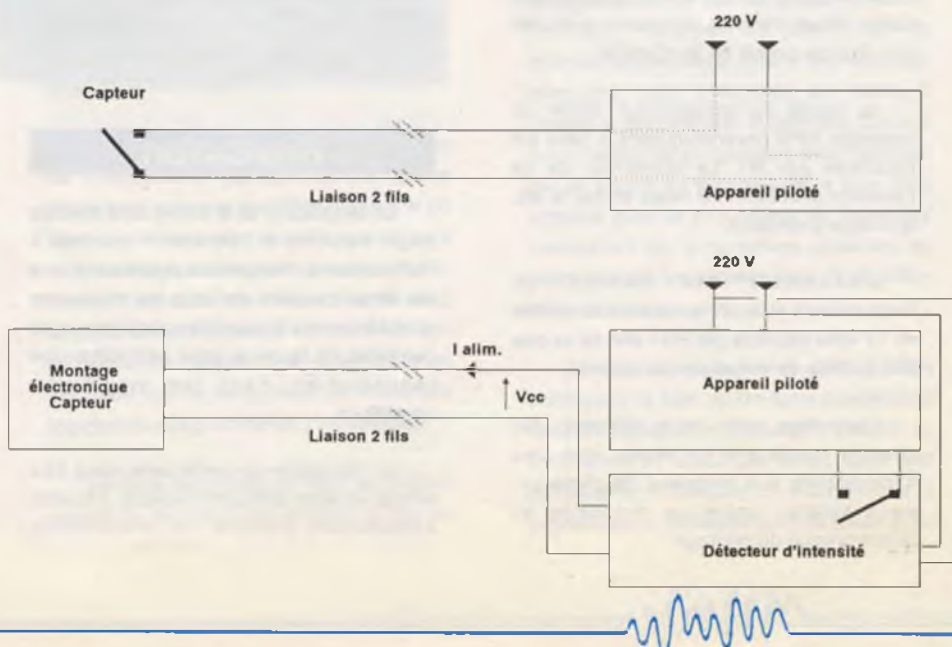 220 V
Capteur
Liaison 2 fils
Appareil piloté
220 V
I alim.
Montage
électronique
Capteur
Vcc
Appareil piloté
Liaison 2 fils
Détecteur d'intensité